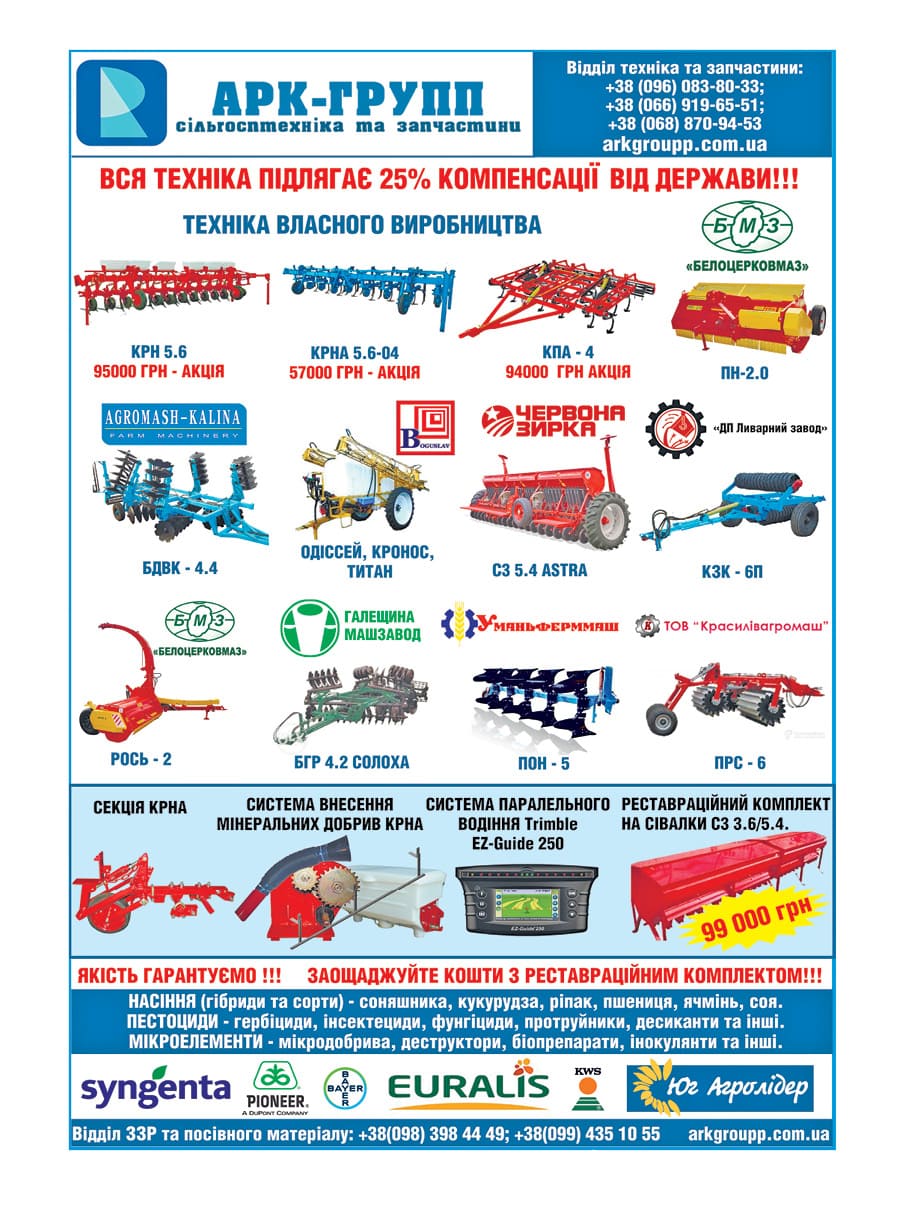 АРК-ГРУПП
сільгосптехніка та запчастини
Відділ техніка та запчастини:
+38 (096) 083-80-33;
+38 (066) 919-65-51;
+38 (068) 870-94-53
arkgroupp.com.ua
ВСЯ ТЕХНІКА ПІДЛЯГАЄ 25% КОМПЕНСАЦІЇ ВІД ДЕРЖАВИ!!!
ТЕХНІКА ВЛАСНОГО ВИРОБНИЦТВА
БМЗ
«БЕЛОЦЕРКОВМАЗ»
КРН 5.6
95000 ГРН - АКЦІЯ
КРНА 5.6-04
57000 ГРН - АКЦІЯ
КПА - 4
94000 ГРН АКЦІЯ
ПН-2.0
AGROMASH-KALINA
FARM MACHINERY
BOGUSLAV
ЧЕРВОНА
ЗИРКА
«ДП Ливарний завод»
БДВК - 4.4
ОДІССЕЙ, КРОНОС,
ТИТАН
СЗ 5.4 ASTRA
КЗК - 6П
БМЗ
«БЕЛОЦЕРКОВМАЗ»
ГАЛЕЩИНА
МАШЗАВОД
Уманьферммаш
К
ТОВ "Красилівагромаш"
РОСЬ - 2
БГР 4.2 СОЛОХА
ПОН - 5
ПРС - 6
СЕКЦІЯ КРНА
СИСТЕМА ВНЕСЕННЯ
МІНЕРАЛЬНИХ ДОБРИВ КРНА
СИСТЕМА ПАРАЛЕЛЬНОГО
ВОДІННЯ Trimble
EZ-Guide 250
РЕСТАВРАЦІЙНИЙ КОМПЛЕКТ
НА СІВАЛКИ СЗ 3.6/5.4.
EZ-Guide 250
99 000 грн
ЯКІСТЬ ГАРАНТУЄМО !!! ЗАОЩАДЖУЙТЕ КОШТИ З РЕСТАВРАЦІЙНИМ КОМПЛЕКТОМ!!!
НАСІННЯ (гібриди та сорти) - соняшника, кукурудза, ріпак, пшениця, ячмінь, соя.
ПЕСТОЦИДИ - гербіциди, інсектециди, фунгіциди, протруйники, десиканти та інші.
МІКРОЕЛЕМЕНТИ - мікродобрива, деструктори, біопрепарати, інокулянти та інші.
syngenta
PIONEER
A DUPONT COMPANY
BAYER
BAYER
EURALIS
KWS
Юг Агролідер
Відділ ЗЗР та посівного матеріалу: +38(098) 398 44 49; +38(099) 435 10 55 arkgroupp.com.ua